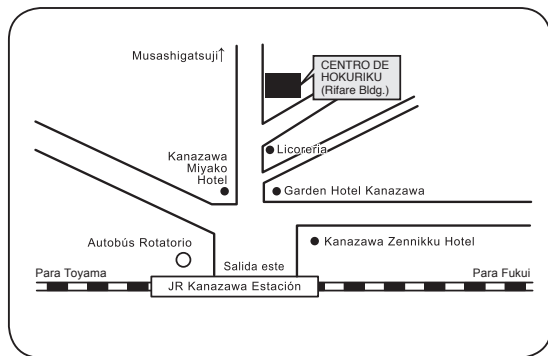 Musashigatsuji↑
CENTRO DE
HOKURIKU
(Rifare Bldg.)
Licorería
Kanazawa
Miyako
Hotel
Garden Hotel Kanazawa
Autobús Rotatorio
Kanazawa Zennikku Hotel
Salida este
Para Toyama
Para Fukui
JR Kanazawa Estación